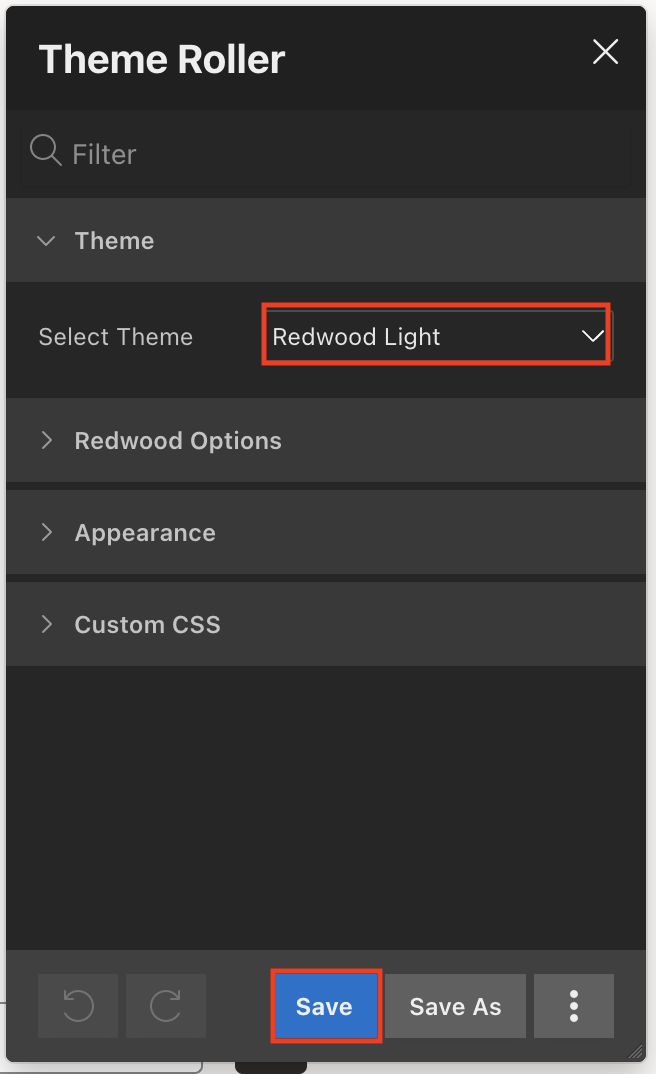 Theme Roller
Filter
Theme
Select Theme Redwood Light
Redwood Options
Appearance
Custom CSS
Save Save As